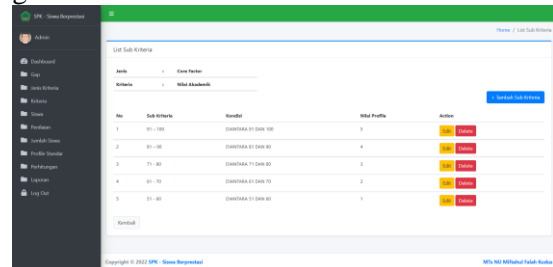 SPK - Siswa Berprestasi
Home / List Sub Kriteria
Admin
List Sub Kriteria
Dashboard
Gap
Jenis Kriteria
Kriteria
Siswa
Penilaian
Jumlah Siswa
Profile Standar
Perhitungan
Laporan
Log Out
Jenis : Core Factor
Kriteria : Nilai Akademik
+ Tambah Sub Kriteria
No Sub Kriteria Kondisi Nilai Profile Action
1 91 - 100 DIANTARA 91 DAN 100 5 Edit Delete
2 81 - 90 DIANTARA 81 DAN 90 4 Edit Delete
3 71 - 80 DIANTARA 71 DAN 80 3 Edit Delete
4 61 - 70 DIANTARA 61 DAN 70 2 Edit Delete
5 51 - 60 DIANTARA 51 DAN 60 1 Edit Delete
Kembali
Copyright © 2022 SPK - Siswa Berprestasi
MTs NU Miftahul Falah Kudus